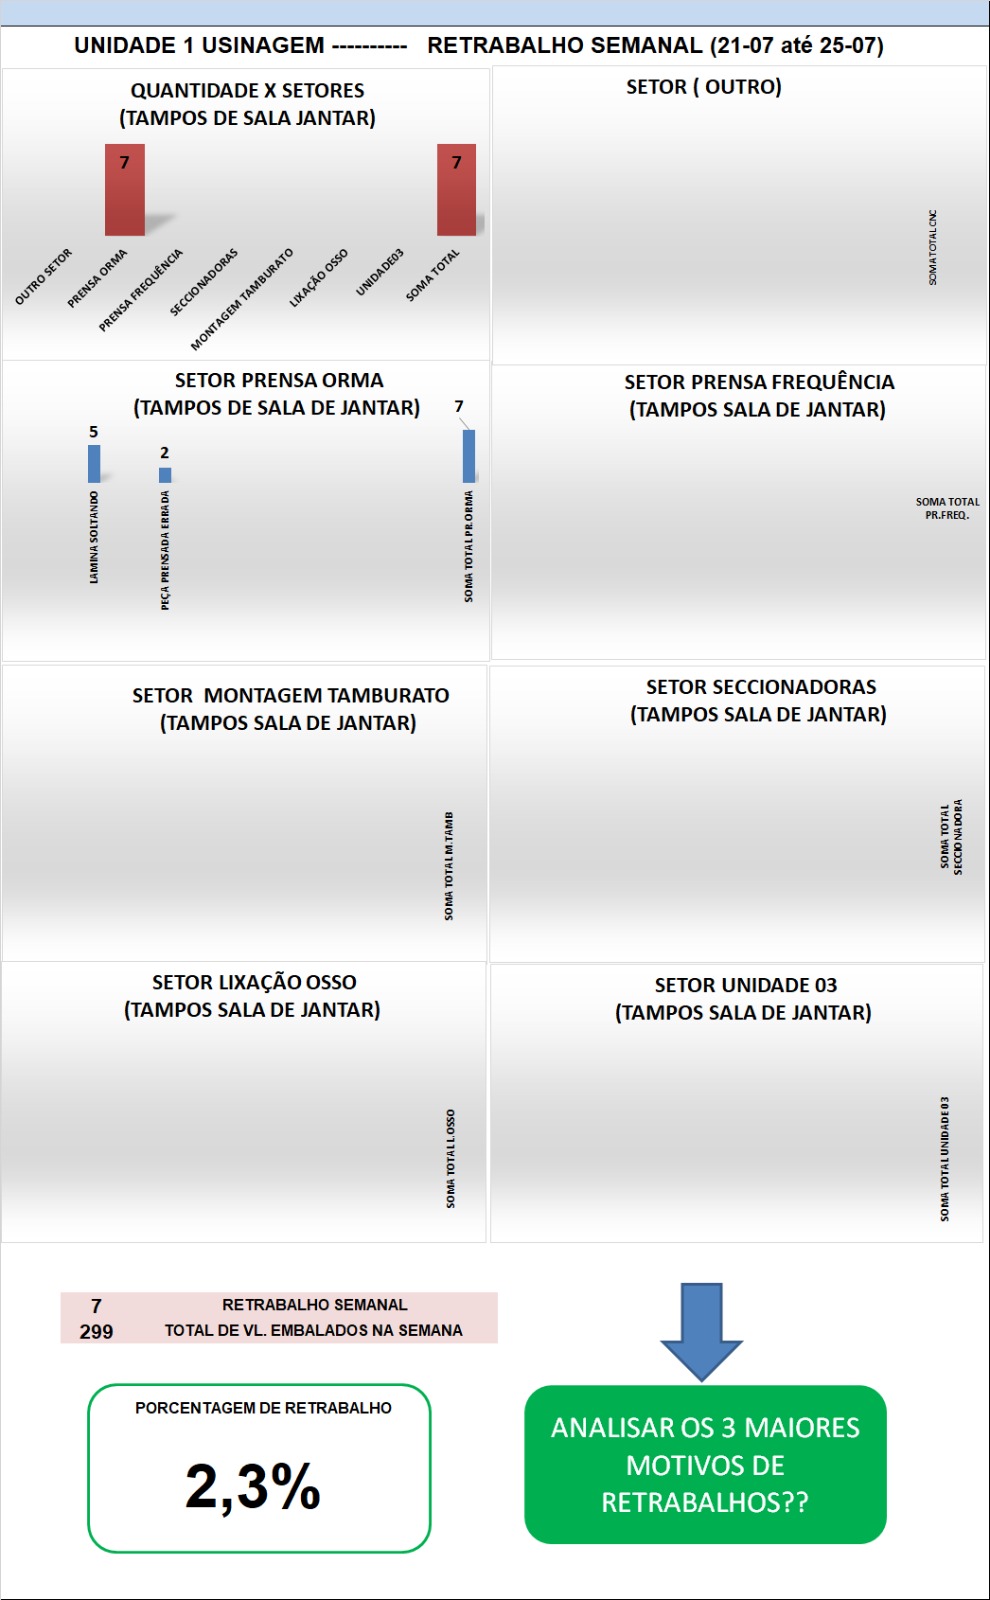 UNIDADE 1 USINAGEM ---------- RETRABALHO SEMANAL (21-07 até 25-07)
QUANTIDADE X SETORES
(TAMPOS DE SALA JANTAR)
7
7
OUTRO SETOR
PRENSA ORMA
PRENSA FREQUÊNCIA
SECCIONADORAS
MONTAGEM TAMBURATO
LIXAÇÃO OSSO
UNIDADE03
SOMA TOTAL
SETOR ( OUTRO)
SOMA TOTAL CNC
SETOR PRENSA ORMA
(TAMPOS DE SALA DE JANTAR)
5
2
7
LAMINA SOLTANDO
PEÇA PRENSADA ERRADA
SOMA TOTAL PR.ORMA
SETOR PRENSA FREQUÊNCIA
(TAMPOS SALA DE JANTAR)
SOMA TOTAL
PR.FREQ.
SETOR MONTAGEM TAMBURATO
(TAMPOS SALA DE JANTAR)
SOMA TOTAL M.TAMB
SETOR SECCIONADORAS
(TAMPOS SALA DE JANTAR)
SOMA TOTAL
SECCIONADORA
SETOR LIXAÇÃO OSSO
(TAMPOS SALA DE JANTAR)
SOMA TOTAL L.OSSO
SETOR UNIDADE 03
(TAMPOS SALA DE JANTAR)
SOMA TOTAL UNIDADE 03
7 RETRABALHO SEMANAL
299 TOTAL DE VL. EMBALADOS NA SEMANA
PORCENTAGEM DE RETRABALHO
2,3%
ANALISAR OS 3 MAIORES
MOTIVOS DE
RETRABALHOS??